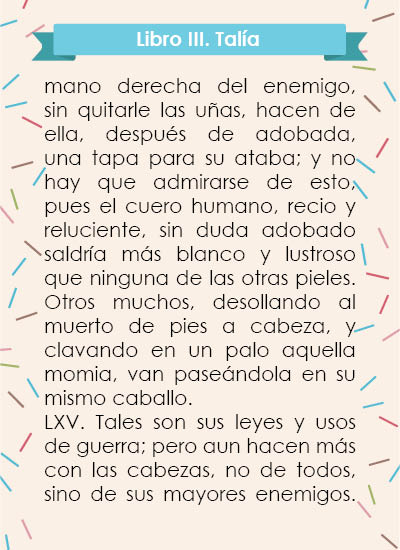 Libro III. Talía
mano derecha del enemigo,
sin quitarle las uñas, hacen de
ella, después de adobada,
una tapa para su ataba; y no
hay que admirarse de esto,
pues el cuero humano, recio y
reluciente, sin duda adobado
saldría más blanco y lustroso
que ninguna de las otras pieles.
Otros muchos, desollando al
muerto de pies a cabeza, y
clavando en un palo aquella
momia, van paseándola en su
mismo caballo.
LXV. Tales son sus leyes y usos
de guerra; pero aun hacen más
con las cabezas, no de todos,
sino de sus mayores enemigos.